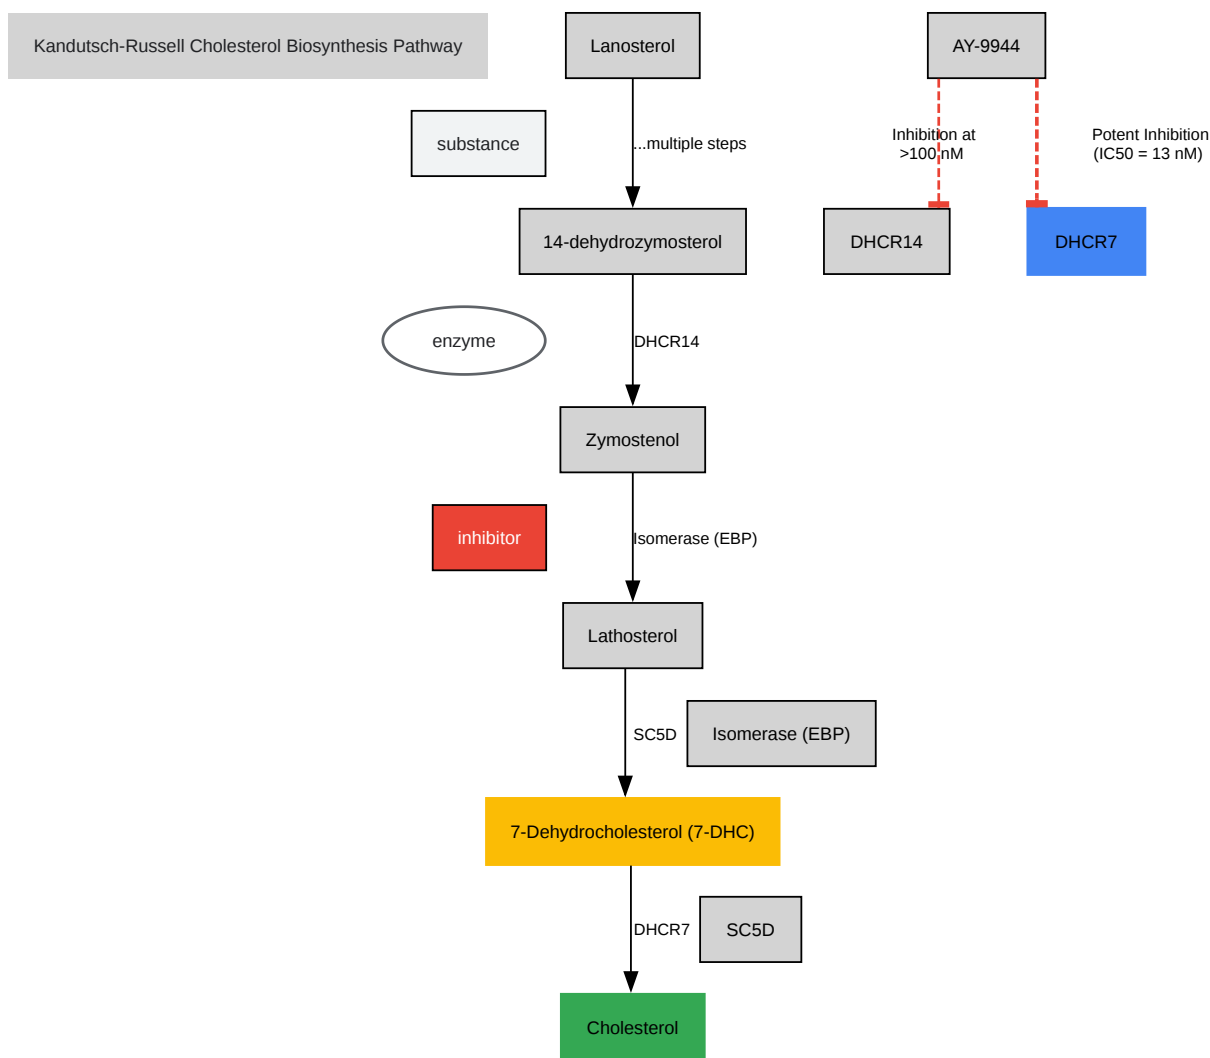 Kandutsch-Russell Cholesterol Biosynthesis Pathway
Lanosterol
AY-9944
substance
...multiple steps
Inhibition at
>100 nM
Potent Inhibition
(IC50 = 13 nM)
14-dehydrozymosterol
DHCR14
DHCR7
enzyme
DHCR14
Zymostenol
inhibitor
Isomerase (EBP)
Lathosterol
SC5D
Isomerase (EBP)
7-Dehydrocholesterol (7-DHC)
DHCR7
SC5D
Cholesterol